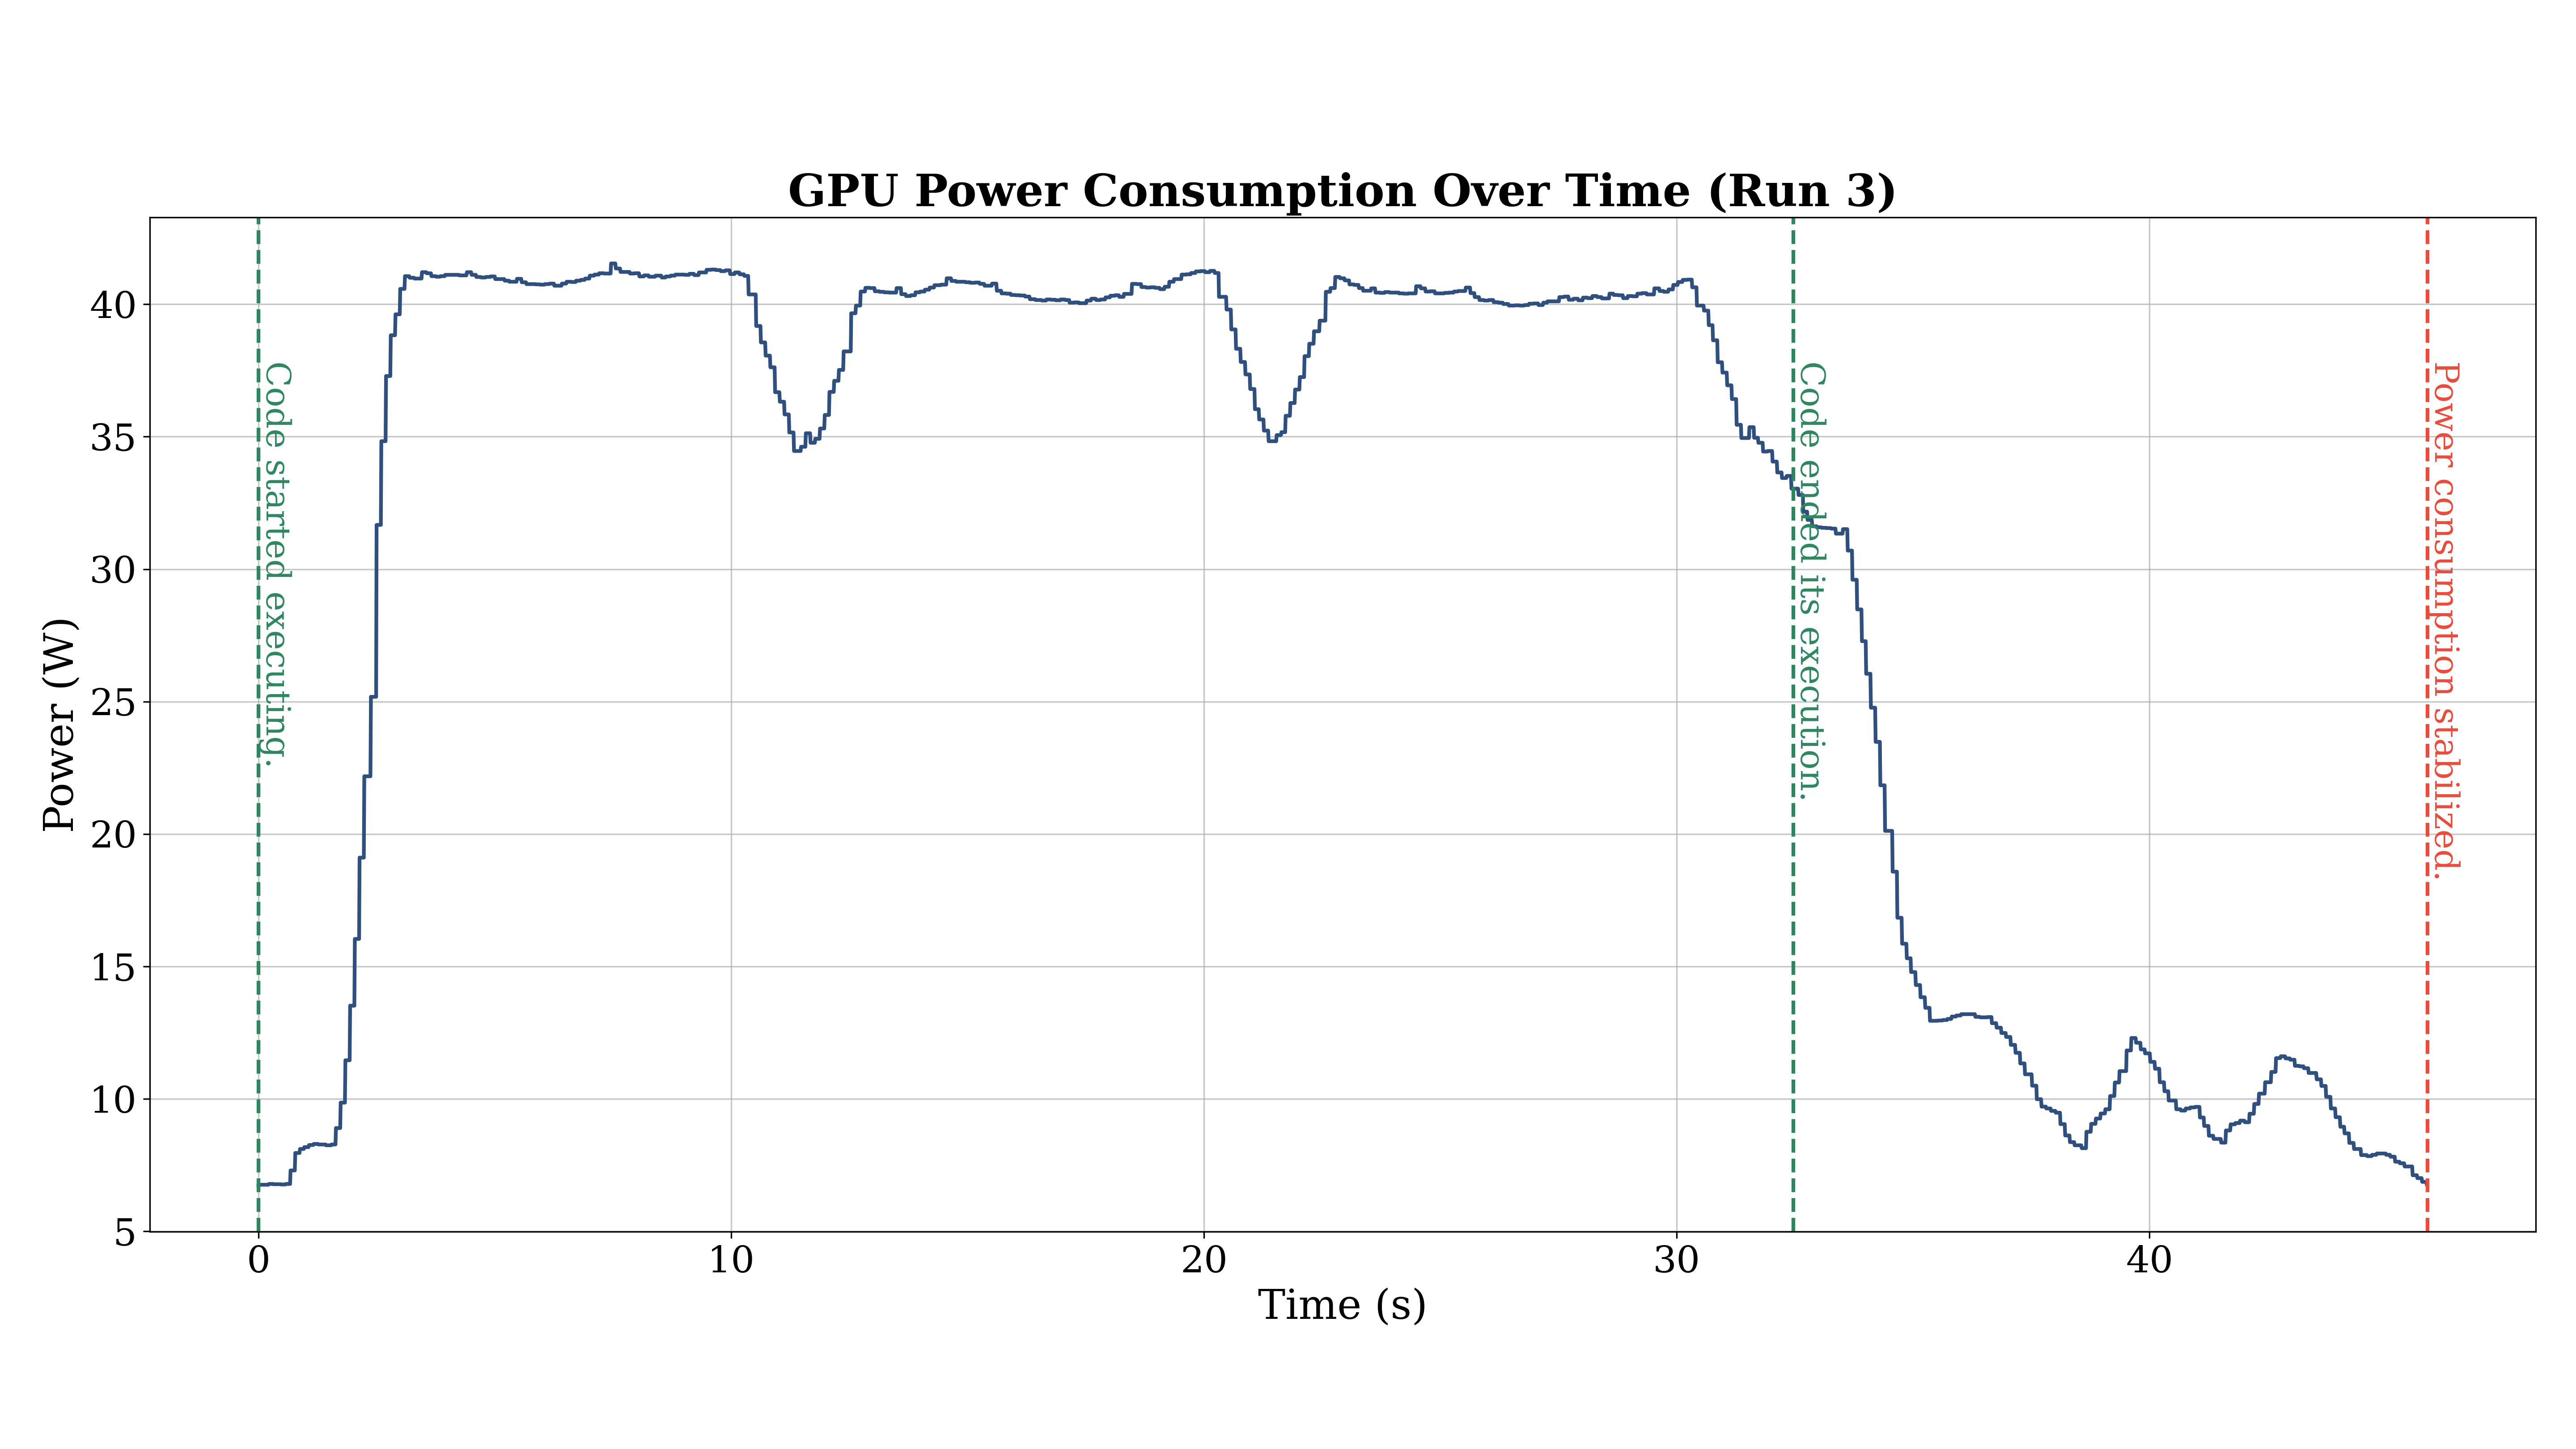 GPU Power Consumption Over Time (Run 3)
Power (W)
40
35
30
25
20
15
10
5
Code started executing.
Code ended its execution.
Power consumption stabilized.
0
10
20
30
40
Time (s)